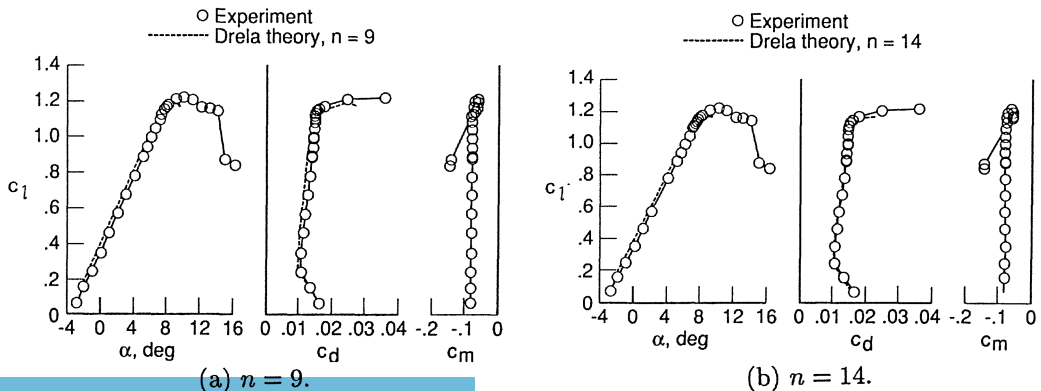 Experiment
Drela theory, n = 9
1.4
1.2
1.0
.8
.6
.4
.2
0
c_l
-4 0 4 8 12 16
α, deg
0 .01 .02 .03 .04
c_d
-.2 -.1 0
c_m
(a) n = 9.
Experiment
Drela theory, n = 14
1.4
1.2
1.0
.8
.6
.4
.2
0
c_l
-4 0 4 8 12 16
α, deg
0 .01 .02 .03 .04
c_d
-.2 -.1 0
c_m
(b) n = 14.